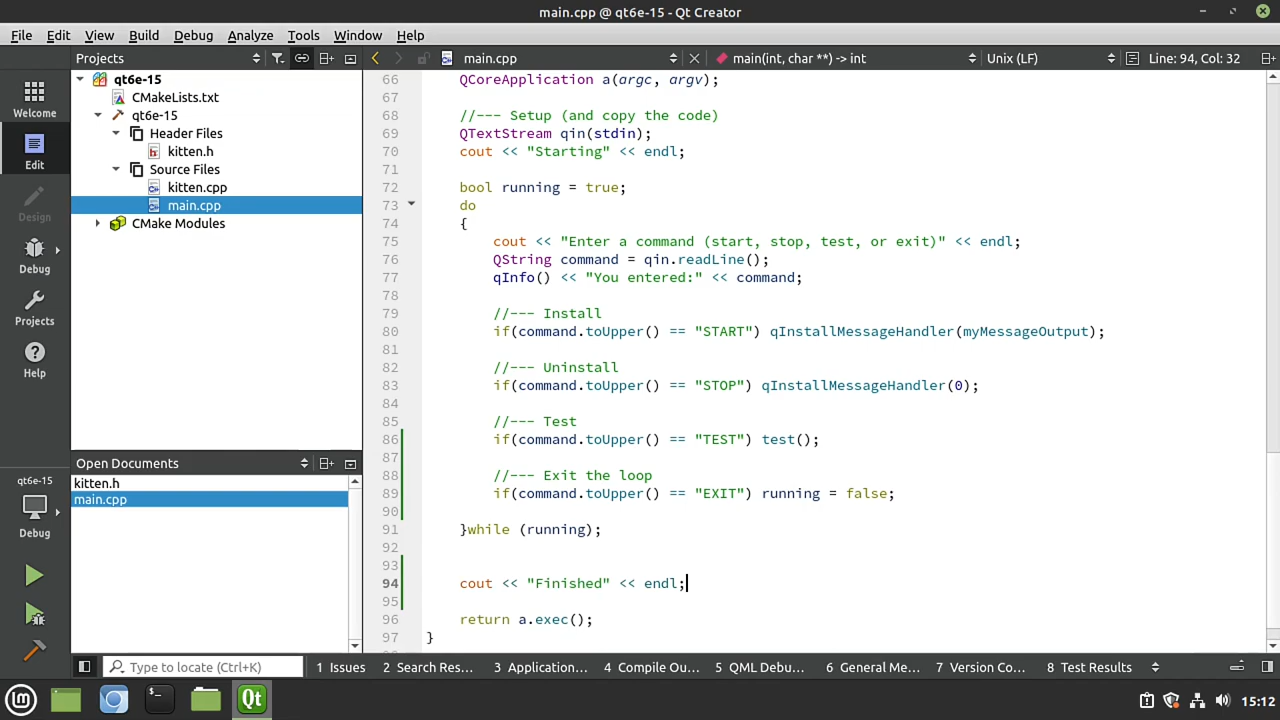 main.cpp @ qt6e-15 - Qt Creator
File Edit View Build Debug Analyze Tools Window Help
Projects
main.cpp
main(int, char **) -> int
Unix (LF)
Line: 94, Col: 32
Welcome
Edit
Design
Debug
Projects
Help
qt6e-15
Debug
qt6e-15
CMakeLists.txt
qt6e-15
Header Files
kitten.h
Source Files
kitten.cpp
main.cpp
CMake Modules
Open Documents
kitten.h
main.cpp
66 QCoreApplication a(argc, argv);
67
68 //--- Setup (and copy the code)
69 QTextStream qin(stdin);
70 cout << "Starting" << endl;
71
72 bool running = true;
73 do
74 {
75 cout << "Enter a command (start, stop, test, or exit)" << endl;
76 QString command = qin.readLine();
77 qInfo() << "You entered:" << command;
78
79 //--- Install
80 if(command.toUpper() == "START") qInstallMessageHandler(myMessageOutput);
81
82 //--- Uninstall
83 if(command.toUpper() == "STOP") qInstallMessageHandler(0);
84
85 //--- Test
86 if(command.toUpper() == "TEST") test();
87
88 //--- Exit the loop
89 if(command.toUpper() == "EXIT") running = false;
90
91 }while (running);
92
93
94 cout << "Finished" << endl;
95
96 return a.exec();
97 }
Type to locate (Ctrl+K)
1 Issues
2 Search Res...
3 Application...
4 Compile Ou...
5 QML Debu...
6 General Me...
7 Version Co...
8 Test Results
15:12